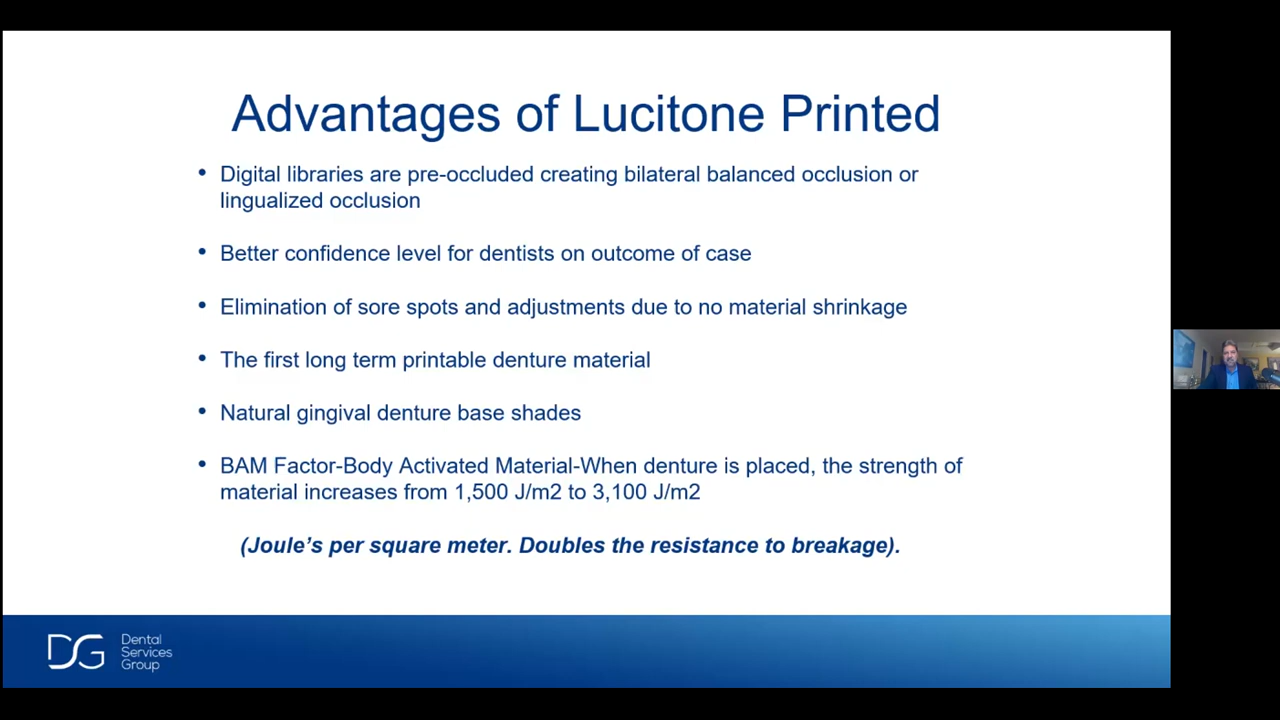 Advantages of Lucitone Printed
• Digital libraries are pre-occluded creating bilateral balanced occlusion or
lingualized occlusion
• Better confidence level for dentists on outcome of case
• Elimination of sore spots and adjustments due to no material shrinkage
• The first long term printable denture material
• Natural gingival denture base shades
• BAM Factor-Body Activated Material-When denture is placed, the strength of
material increases from 1,500 J/m2 to 3,100 J/m2
(Joule’s per square meter. Doubles the resistance to breakage).
DG
Dental
Services
Group